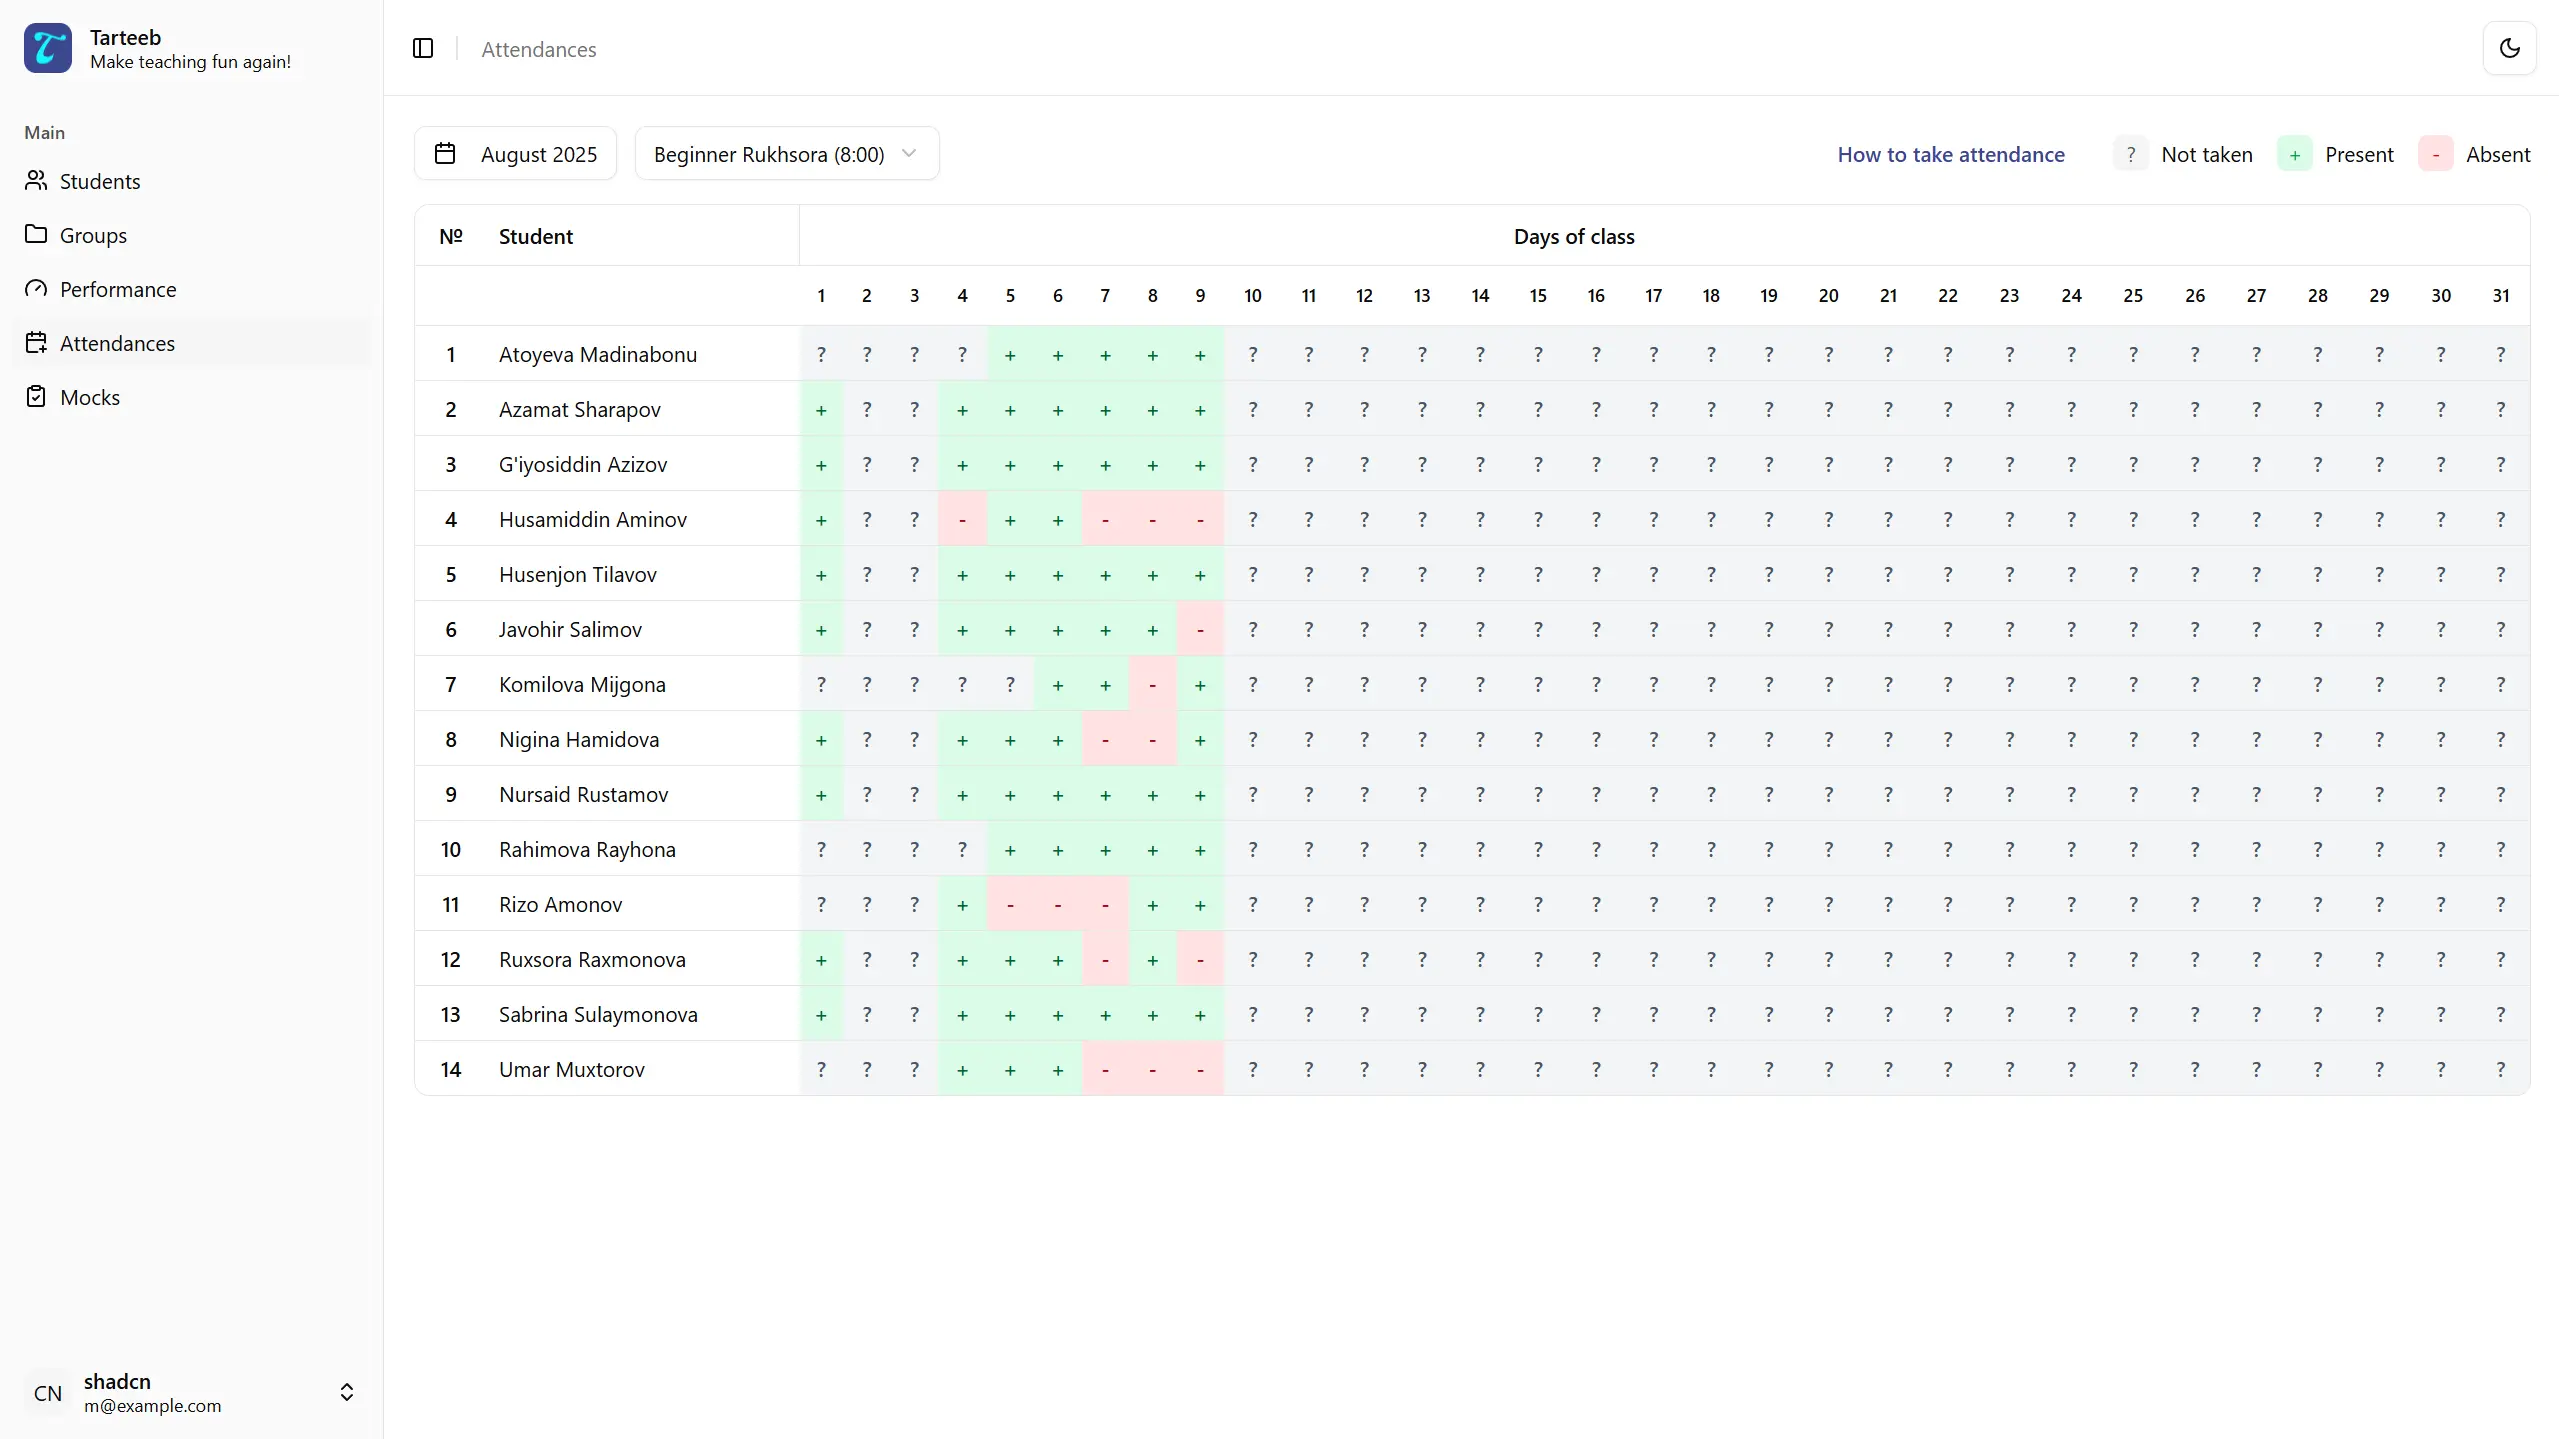 Tarteeb
Make teaching fun again!
Main
Students
Groups
Performance
Attendances
Mocks
CN
shadcn
m@example.com
Attendances
August 2025
Beginner Rukhsora (8:00)
How to take attendance
? Not taken
+ Present
- Absent
№ Student Days of class
1 2 3 4 5 6 7 8 9 10 11 12 13 14 15 16 17 18 19 20 21 22 23 24 25 26 27 28 29 30 31
1 Atoyeva Madinabonu ? ? ? ? + + + + + ? ? ? ? ? ? ? ? ? ? ? ? ? ? ? ? ? ? ? ? ? ?
2 Azamat Sharapov + ? ? + + + + + + ? ? ? ? ? ? ? ? ? ? ? ? ? ? ? ? ? ? ? ? ? ?
3 G'iyosiddin Azizov + ? ? + + + + + + ? ? ? ? ? ? ? ? ? ? ? ? ? ? ? ? ? ? ? ? ? ?
4 Husamiddin Aminov + ? ? - + + - - - ? ? ? ? ? ? ? ? ? ? ? ? ? ? ? ? ? ? ? ? ? ?
5 Husenjon Tilavov + ? ? + + + + + + ? ? ? ? ? ? ? ? ? ? ? ? ? ? ? ? ? ? ? ? ? ?
6 Javohir Salimov + ? ? + + + + + - ? ? ? ? ? ? ? ? ? ? ? ? ? ? ? ? ? ? ? ? ? ?
7 Komilova Mijgona ? ? ? ? ? + + - + ? ? ? ? ? ? ? ? ? ? ? ? ? ? ? ? ? ? ? ? ? ?
8 Nigina Hamidova + ? ? + + + - - + ? ? ? ? ? ? ? ? ? ? ? ? ? ? ? ? ? ? ? ? ? ?
9 Nursaid Rustamov + ? ? + + + + + + ? ? ? ? ? ? ? ? ? ? ? ? ? ? ? ? ? ? ? ? ? ?
10 Rahimova Rayhona ? ? ? ? + + + + + ? ? ? ? ? ? ? ? ? ? ? ? ? ? ? ? ? ? ? ? ? ?
11 Rizo Amonov ? ? ? + - - - + + ? ? ? ? ? ? ? ? ? ? ? ? ? ? ? ? ? ? ? ? ? ?
12 Ruxsora Raxmonova + ? ? + + + - + - ? ? ? ? ? ? ? ? ? ? ? ? ? ? ? ? ? ? ? ? ? ?
13 Sabrina Sulaymonova + ? ? + + + + + + ? ? ? ? ? ? ? ? ? ? ? ? ? ? ? ? ? ? ? ? ? ?
14 Umar Muxtorov ? ? ? + + + - - - ? ? ? ? ? ? ? ? ? ? ? ? ? ? ? ? ? ? ? ? ? ?